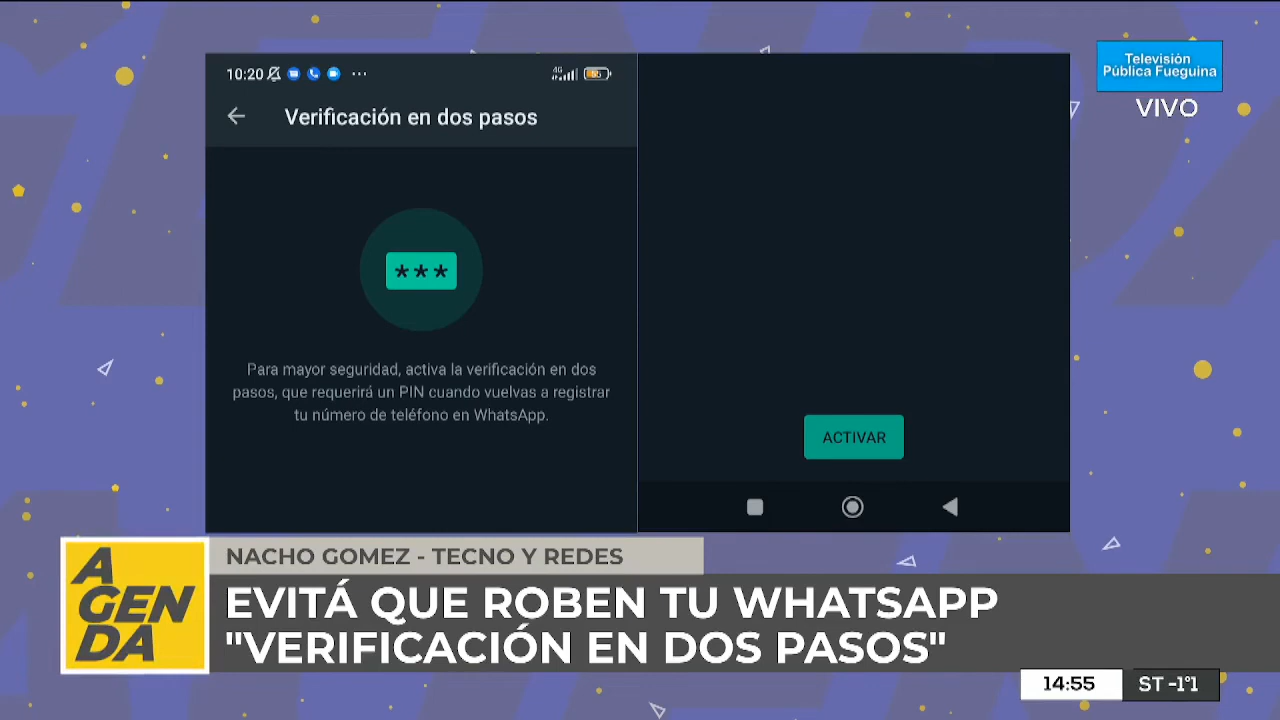 Televisión
Pública Fueguina
VIVO
10:20
4G
55
Verificación en dos pasos
***
Para mayor seguridad, activa la verificación en dos
pasos, que requerirá un PIN cuando vuelvas a registrar
tu número de teléfono en WhatsApp.
ACTIVAR
NACHO GOMEZ - TECNO Y REDES
A
GEN
DA
EVITÁ QUE ROBEN TU WHATSAPP
"VERIFICACIÓN EN DOS PASOS"
14:55
ST -1°1